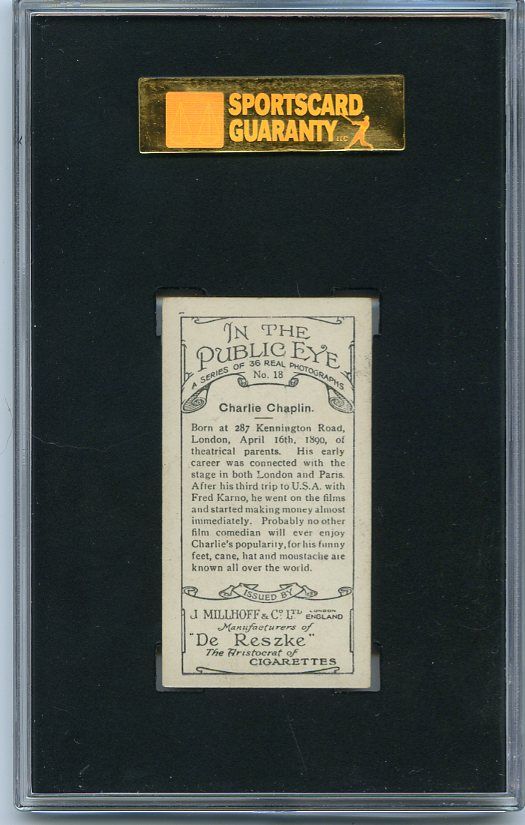 SPORTSCARD
GUARANTY LLC
IN THE
PUBLIC EYE
A SERIES OF 36 REAL PHOTOGRAPHS
No. 18
Charlie Chaplin.
Born at 287 Kennington Road,
London, April 16th, 1890, of
theatrical parents. His early
career was connected with the
stage in both London and Paris.
After his third trip to U.S.A. with
Fred Karno, he went on the films
and started making money almost
immediately. Probably no other
film comedian will ever enjoy
Charlie's popularity, for his funny
feet, cane, hat and moustache are
known all over the world.
ISSUED BY
J. MILLHOFF & Co. LTD. LONDON ENGLAND
Manufacturers of
"De Reszke"
The Aristocrat of
CIGARETTES